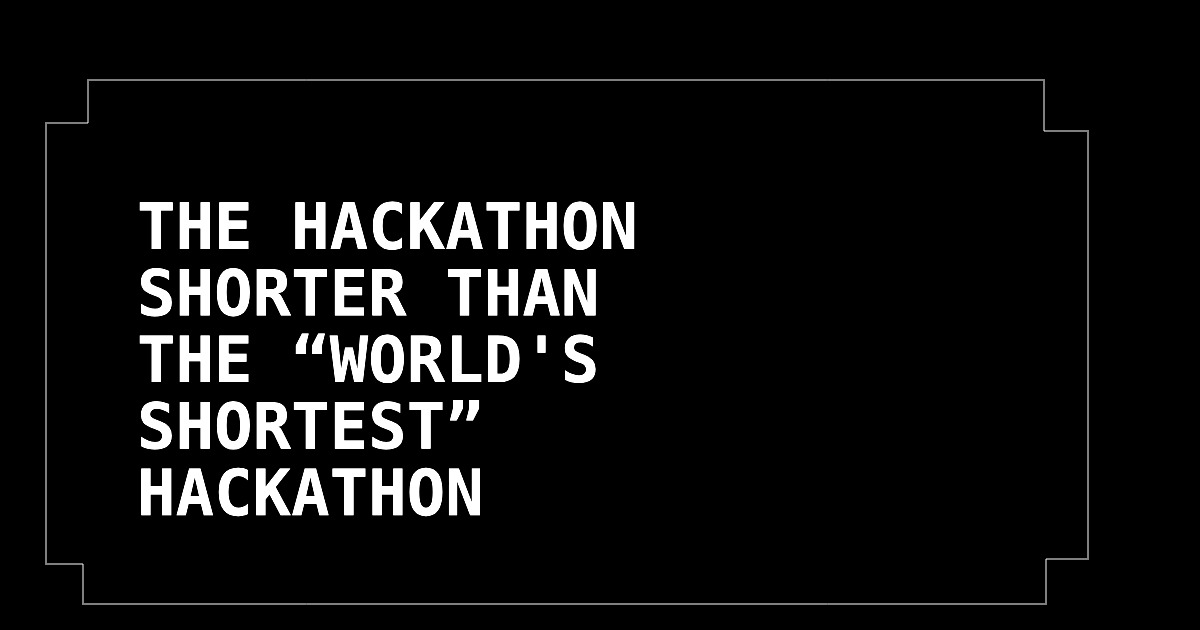 THE HACKATHON
SHORTER THAN
THE “WORLD'S
SHORTEST”
HACKATHON